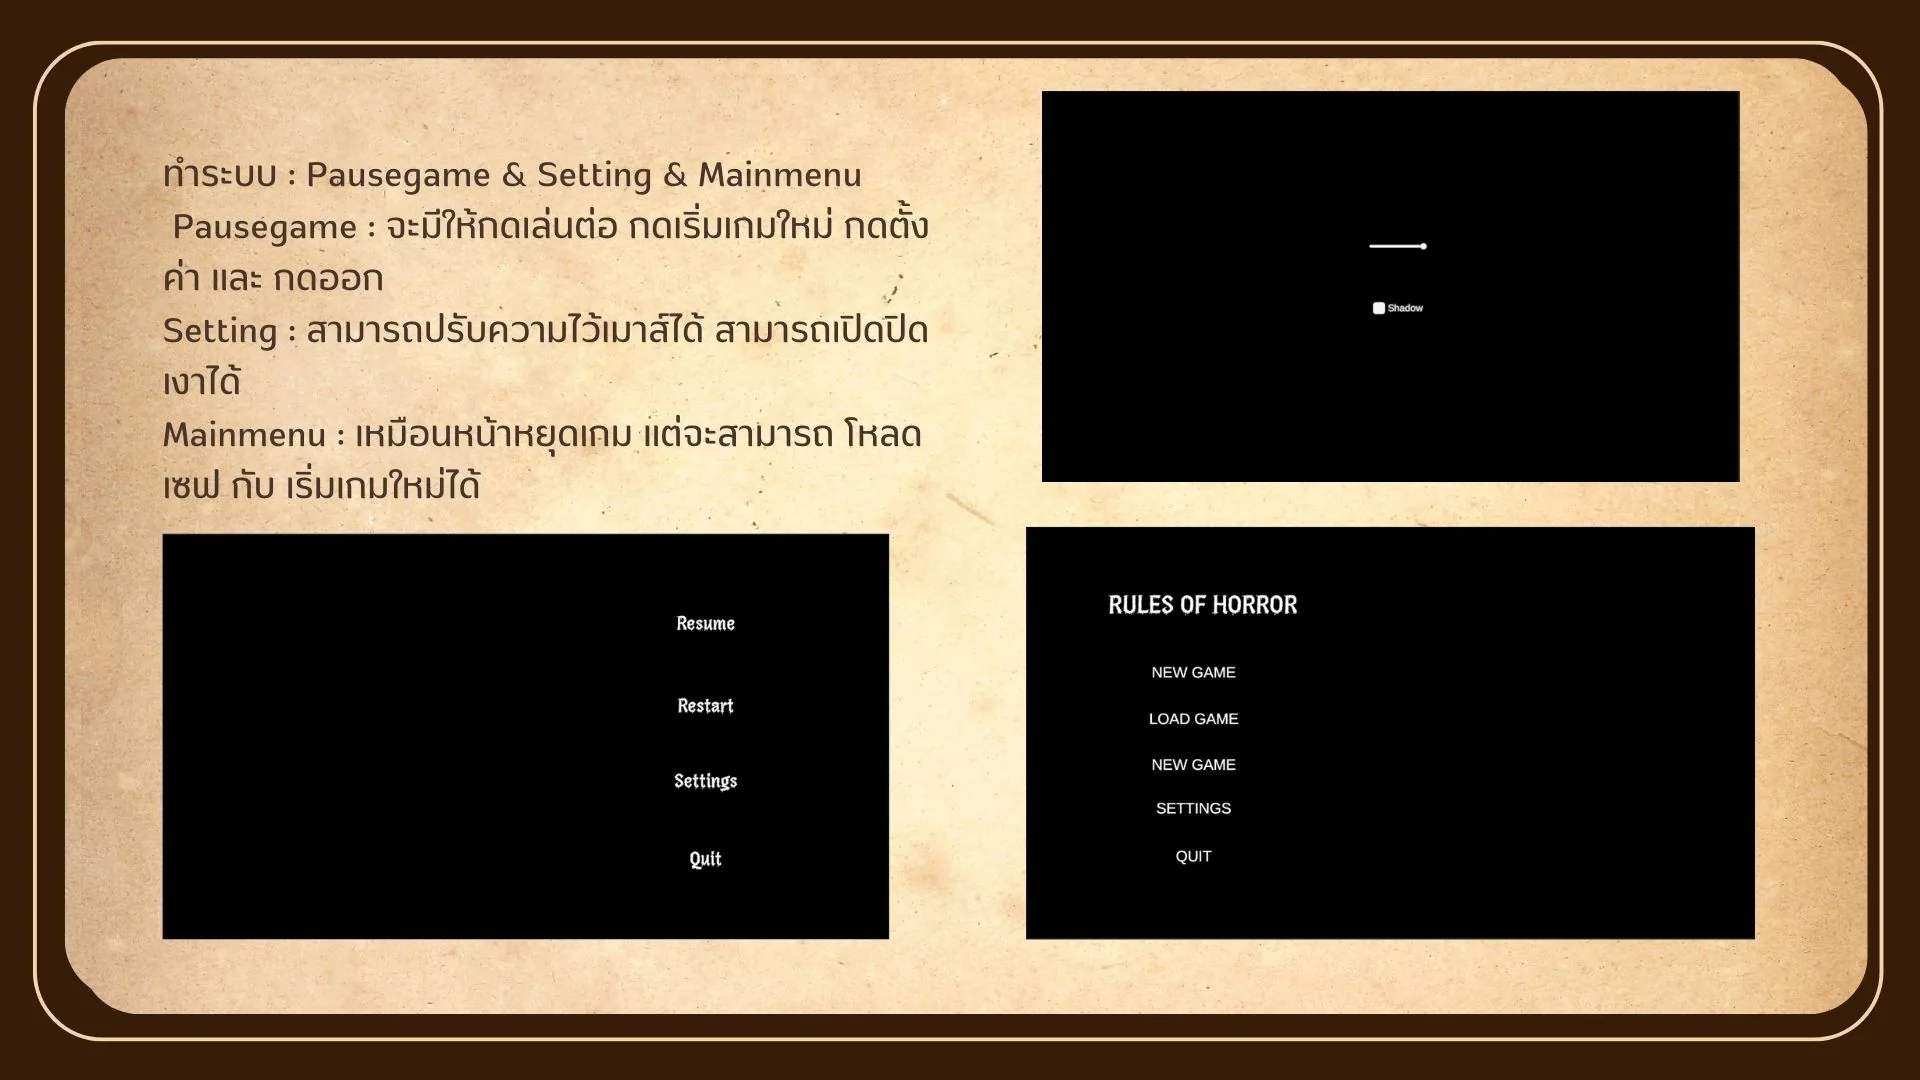 ทำระบบ : Pausegame & Setting & Mainmenu
Pausegame : จะมีให้กดเล่นต่อ กดเริ่มเกมใหม่ กดตั้ง
ค่า และ กดออก
Setting : สามารถปรับความไว้เมาส์ได้ สามารถเปิดปิด
เงาได้
Mainmenu : เหมือนหน้าหยุดเกม แต่จะสามารถ โหลด
เซฟ กับ เริ่มเกมใหม่ได้
Shadow
Resume
Restart
Settings
Quit
RULES OF HORROR
NEW GAME
LOAD GAME
NEW GAME
SETTINGS
QUIT